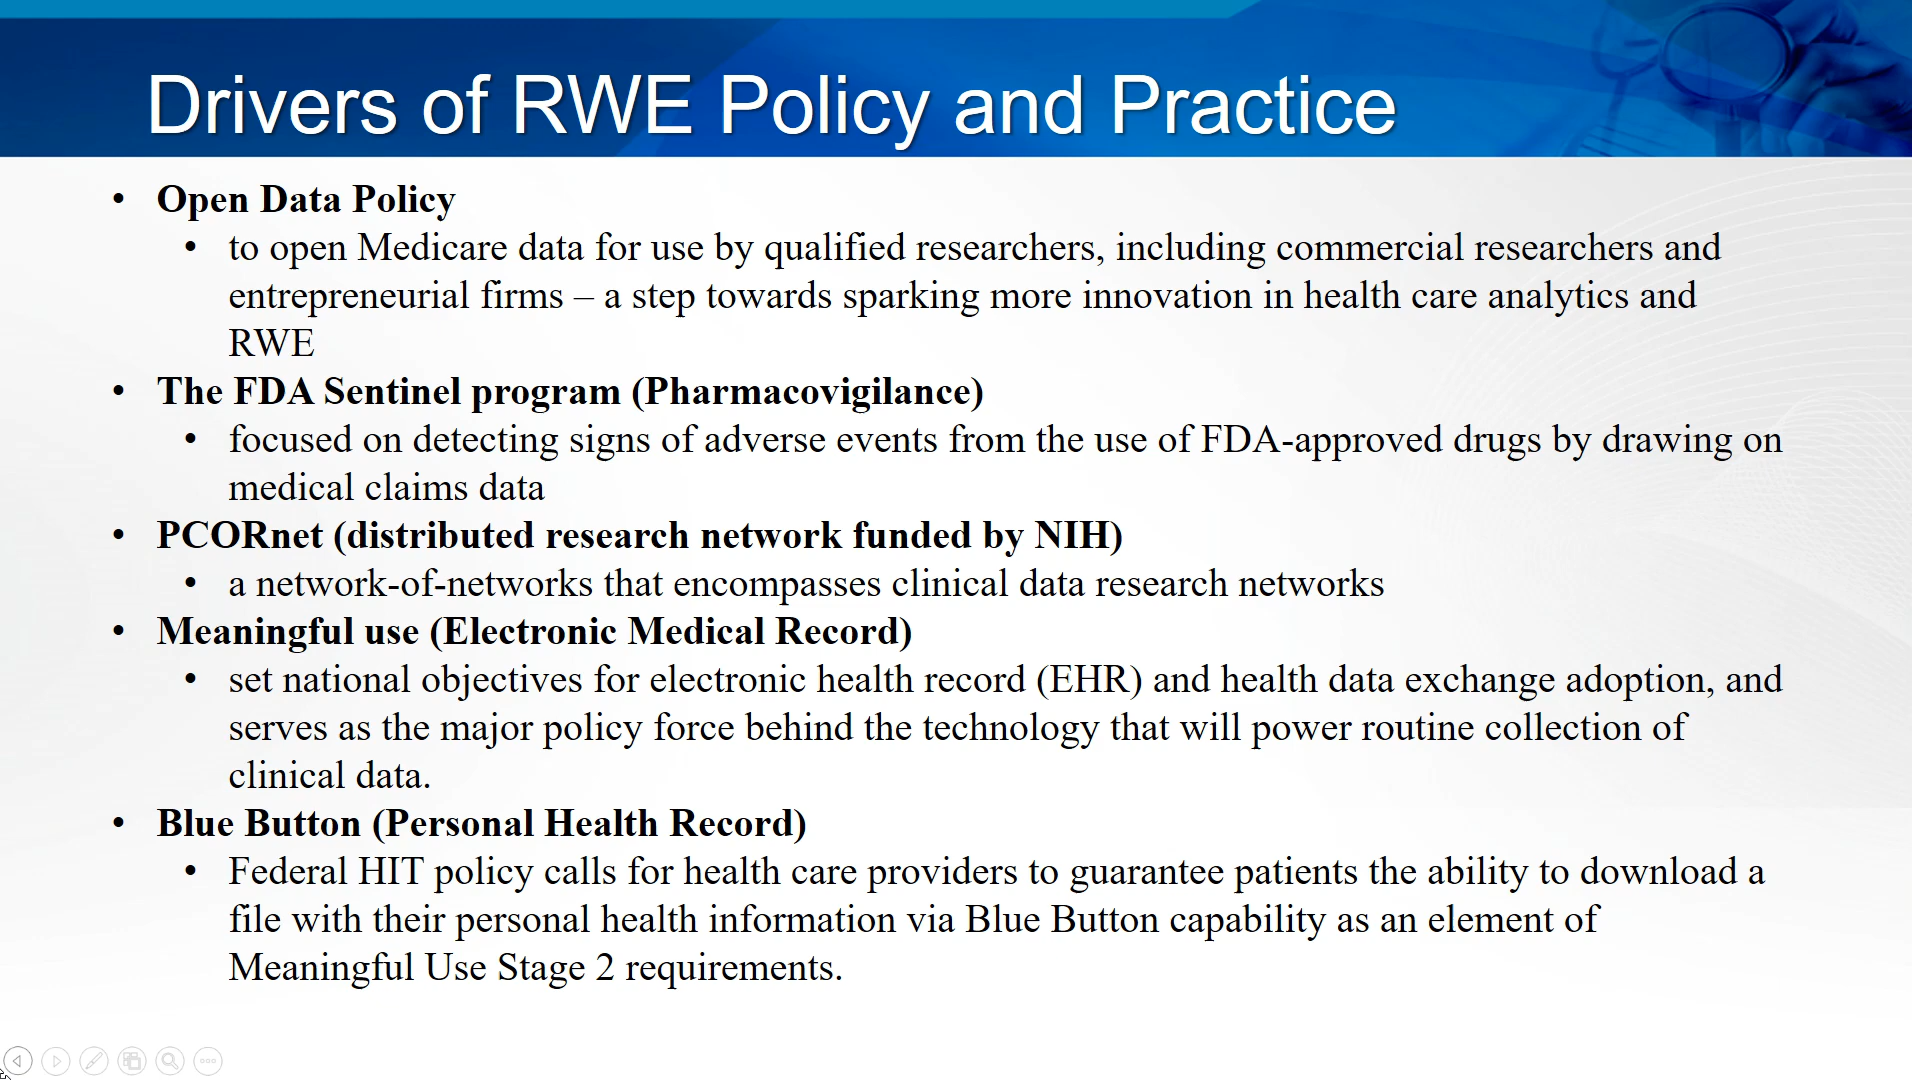 Drivers of RWE Policy and Practice
• Open Data Policy
• to open Medicare data for use by qualified researchers, including commercial researchers and
entrepreneurial firms – a step towards sparking more innovation in health care analytics and
RWE
• The FDA Sentinel program (Pharmacovigilance)
• focused on detecting signs of adverse events from the use of FDA-approved drugs by drawing on
medical claims data
• PCORnet (distributed research network funded by NIH)
• a network-of-networks that encompasses clinical data research networks
• Meaningful use (Electronic Medical Record)
• set national objectives for electronic health record (EHR) and health data exchange adoption, and
serves as the major policy force behind the technology that will power routine collection of
clinical data.
• Blue Button (Personal Health Record)
• Federal HIT policy calls for health care providers to guarantee patients the ability to download a
file with their personal health information via Blue Button capability as an element of
Meaningful Use Stage 2 requirements.